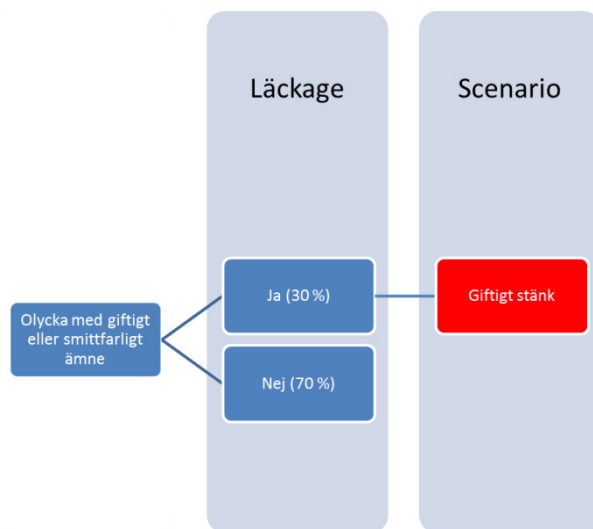 Läckage
Scenario
Ja (30 %)
Giftigt stänk
Olycka med giftigt
eller smittfarligt
ämne
Nej (70 %)